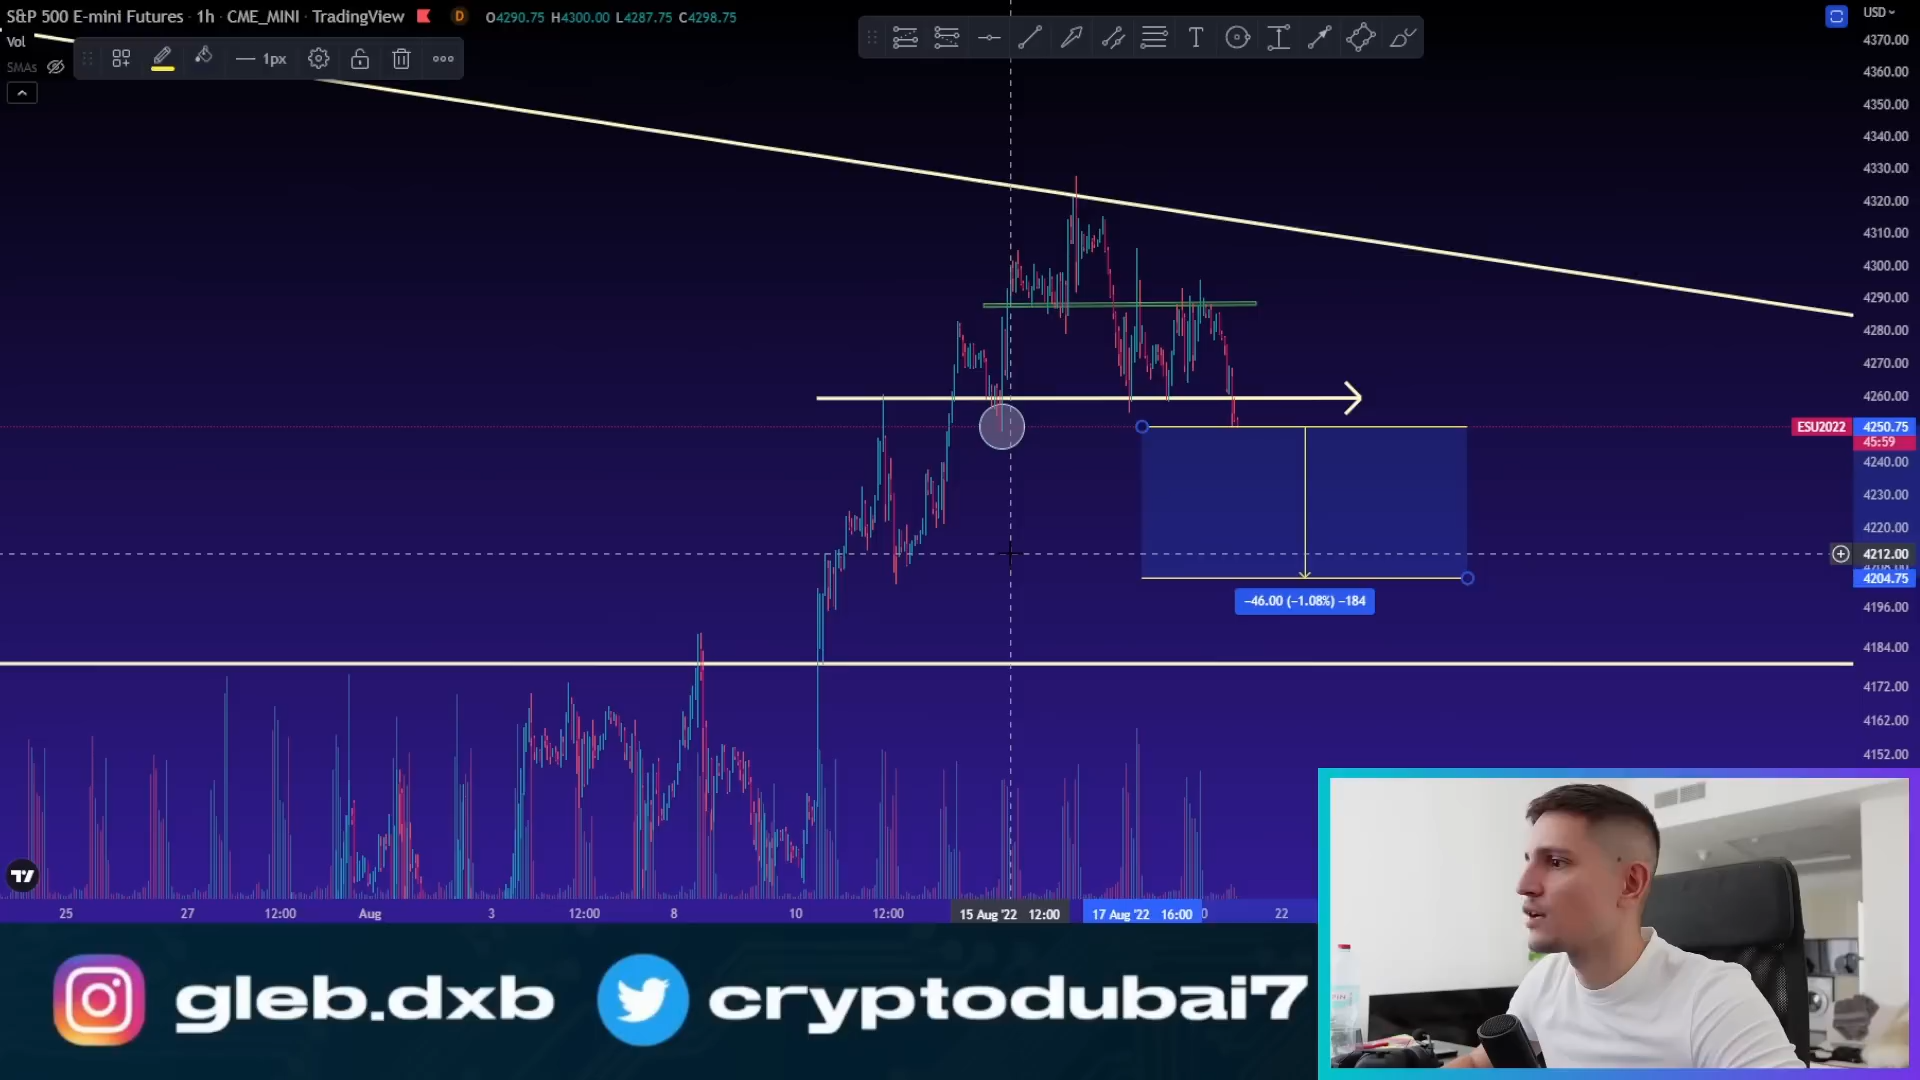 S&P 500 E-mini Futures · 1h · CME_MINI · TradingView D O4290.75 H4300.00 L4287.75 C4298.75
USD
Vol
SMAs
1px
T
4370.00
4360.00
4350.00
4340.00
4330.00
4320.00
4310.00
4300.00
4290.00
4280.00
4270.00
4260.00
ESU2022 4250.75
45:59
4240.00
4230.00
4220.00
4212.00
4204.75
−46.00 (−1.08%) −184
4196.00
4184.00
4172.00
4162.00
4152.00
25 27 12:00 Aug 3 12:00 8 10 12:00 15 Aug '22 12:00 17 Aug '22 16:00 0 22
gleb.dxb cryptodubai7